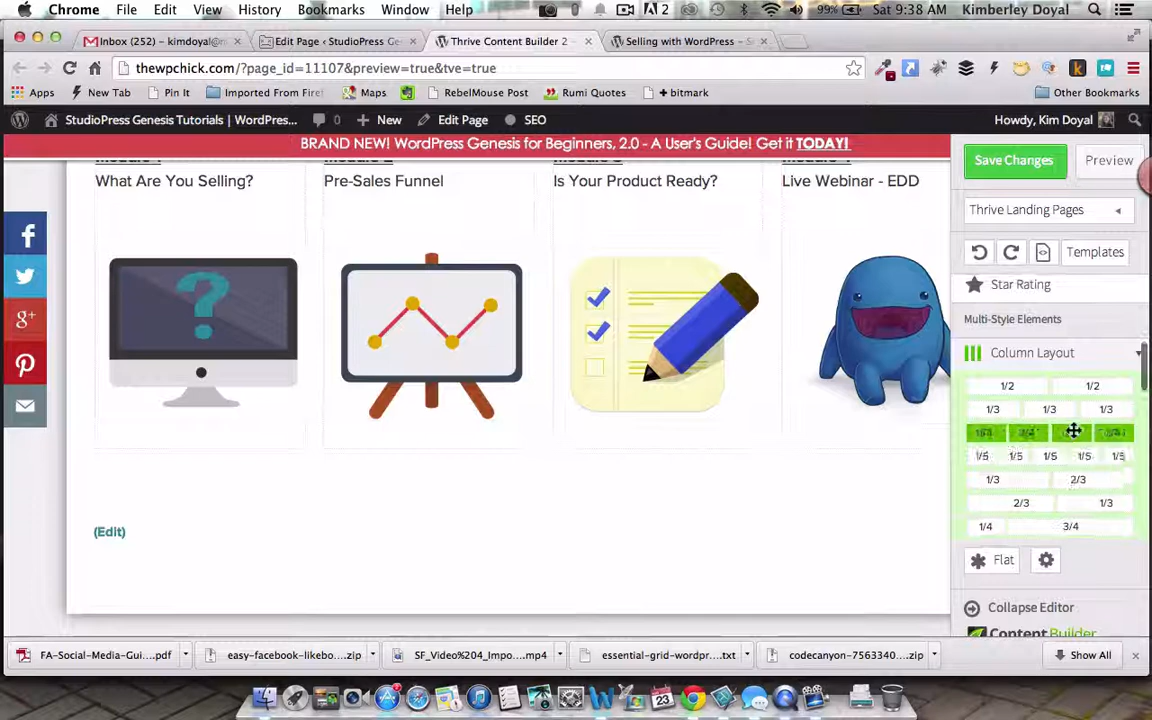 Chrome File Edit View History Bookmarks Window Help 2 99% Sat 9:38 AM Kimberley Doyal
Inbox (252) – kimdoyal@ Edit Page ‹ StudioPress Gen Thrive Content Builder 2 – Selling with WordPress – S
thewpchick.com/?page_id=11107&preview=true&tve=true
Apps New Tab Pin It Imported From Fire Maps RebelMouse Post Rumi Quotes + bitmark Other Bookmarks
StudioPress Genesis Tutorials | WordPres... 0 New Edit Page SEO Howdy, Kim Doyal
BRAND NEW! WordPress Genesis for Beginners, 2.0 - A User's Guide! Get it TODAY!
What Are You Selling? Pre-Sales Funnel Is Your Product Ready? Live Webinar - EDD
(Edit)
Save Changes Preview
Thrive Landing Pages
Templates
Star Rating
Multi-Style Elements
Column Layout
1/2 1/2
1/3 1/3 1/3
1/5 1/5 1/5 1/5 1/5
1/3 2/3
2/3 1/3
1/4 3/4
Flat
Collapse Editor
Content Builder
FA-Social-Media-Gui....pdf easy-facebook-likebo....zip SF_Video%204_Impo....mp4 essential-grid-wordpr....txt codecanyon-7563340....zip Show All